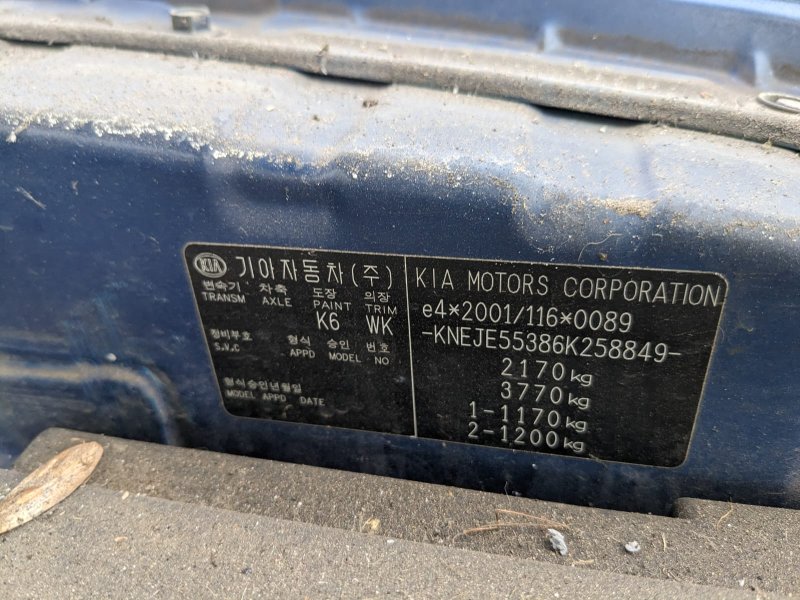 KIA 기아자동차(주)
변속기 차축 도장 의장
TRANSM AXLE PAINT TRIM
K6 WK
정비부호 형식 승인 번호
S.V.C APPD MODEL NO
형식승인년월일
MODEL APPD DATE
KIA MOTORS CORPORATION
e4*2001/116*0089
-KNEJE55386K258849-
2170kg
3770kg
1-1170kg
2-1200kg